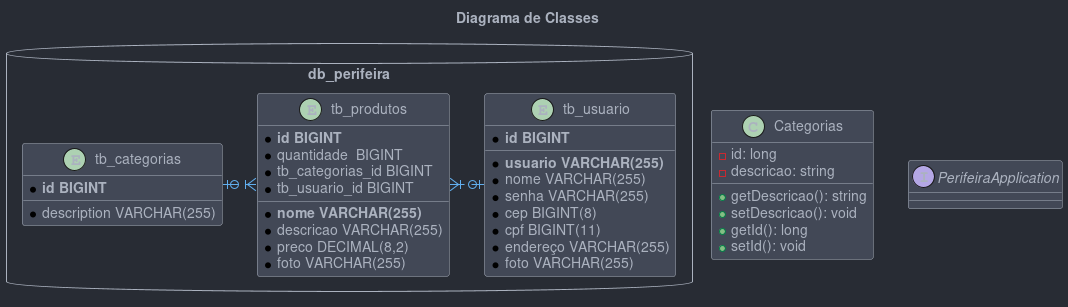 Diagrama de Classes
db_perifeira
E tb_categorias
id BIGINT
description VARCHAR(255)
E tb_produtos
id BIGINT
quantidade  BIGINT
tb_categorias_id BIGINT
tb_usuario_id BIGINT
nome VARCHAR(255)
descricao VARCHAR(255)
preco DECIMAL(8,2)
foto VARCHAR(255)
E tb_usuario
id BIGINT
usuario VARCHAR(255)
nome VARCHAR(255)
senha VARCHAR(255)
cep BIGINT(8)
cpf BIGINT(11)
endereço VARCHAR(255)
foto VARCHAR(255)
C Categorias
id: long
descricao: string
getDescricao(): string
setDescricao(): void
getId(): long
setId(): void
PerifeiraApplication